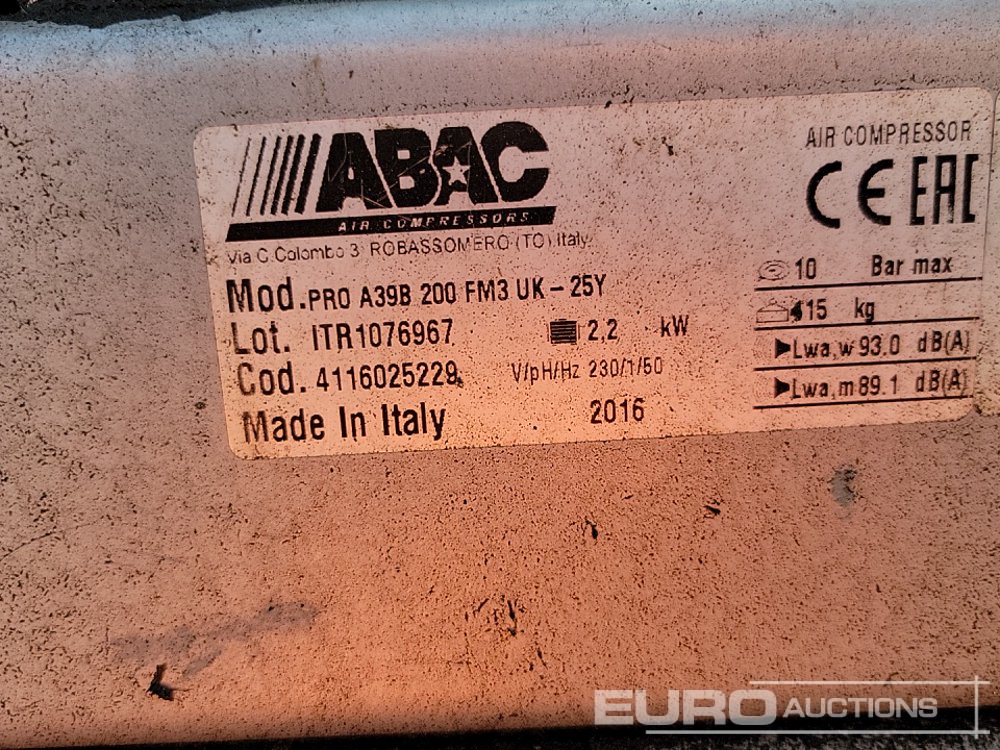 ABAC
AIR COMPRESSORS
Via C.Colombo 3 ROBASSOMERO (TO) Italy.
Mod. PRO A39B 200 FM3 UK - 25Y
Lot. ITR1076967
2,2 kW
Cod. 4116025229
V/pH/Hz 230/1/50
Made In Italy
2016
AIR COMPRESSOR
CE EAC
10 Bar max
kg
Lwa,w 93.0 dB(A)
Lwa,m 89.1 dB(A)
EURO AUCTIONS